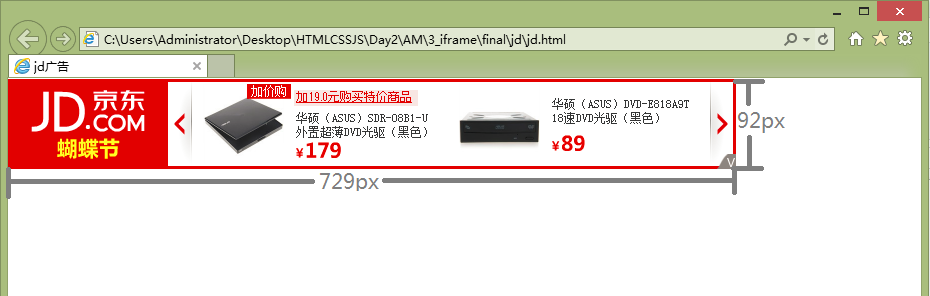 C:\Users\Administrator\Desktop\HTMLCSSJS\Day2\AM\3_iframe\final\jd\jd.html
jd广告
JD 京东
.COM
蝴蝶节
加价购
加19.0元购买特价商品
华硕（ASUS）SDR-08B1-U
外置超薄DVD光驱（黑色）
¥179
华硕（ASUS）DVD-E818A9T
18速DVD光驱（黑色）
¥89
V
92px
729px